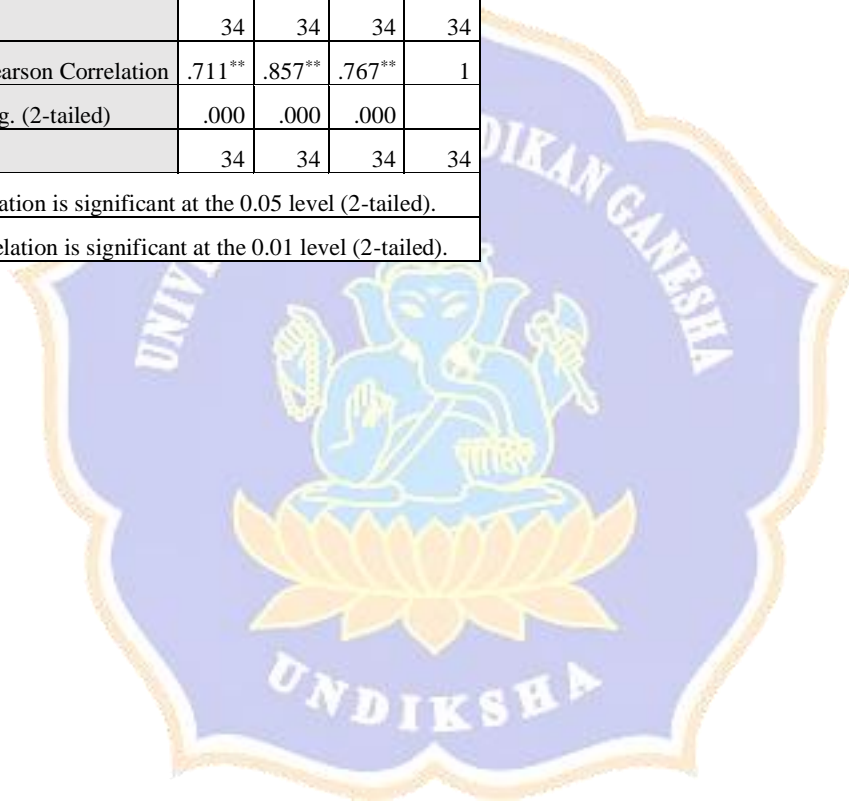 34 34 34 34
earson Correlation .711** .857** .767** 1
g. (2-tailed) .000 .000 .000
34 34 34 34
ation is significant at the 0.05 level (2-tailed).
elation is significant at the 0.01 level (2-tailed).
UNIV DIKAN GANESHA
UNDIKSHA